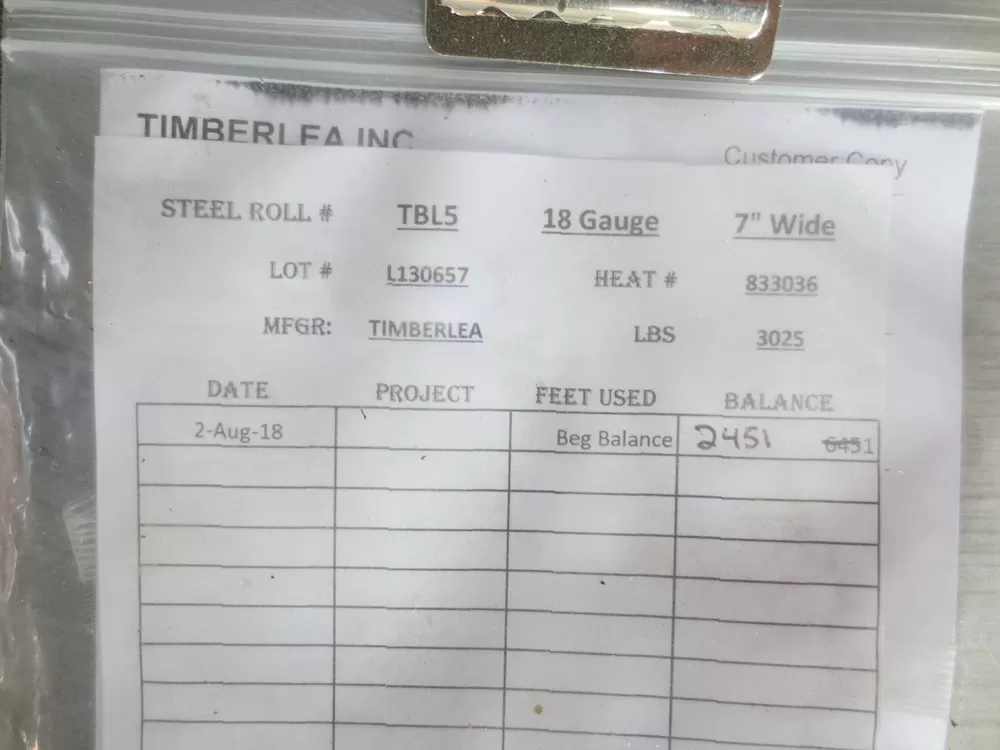 TIMBERLEA INC
Customer Copy
STEEL ROLL # TBL5 18 Gauge 7" Wide
LOT # L130657 HEAT # 833036
MFGR: TIMBERLEA LBS 3025
DATE PROJECT FEET USED BALANCE
2-Aug-18 Beg Balance 2451 6451